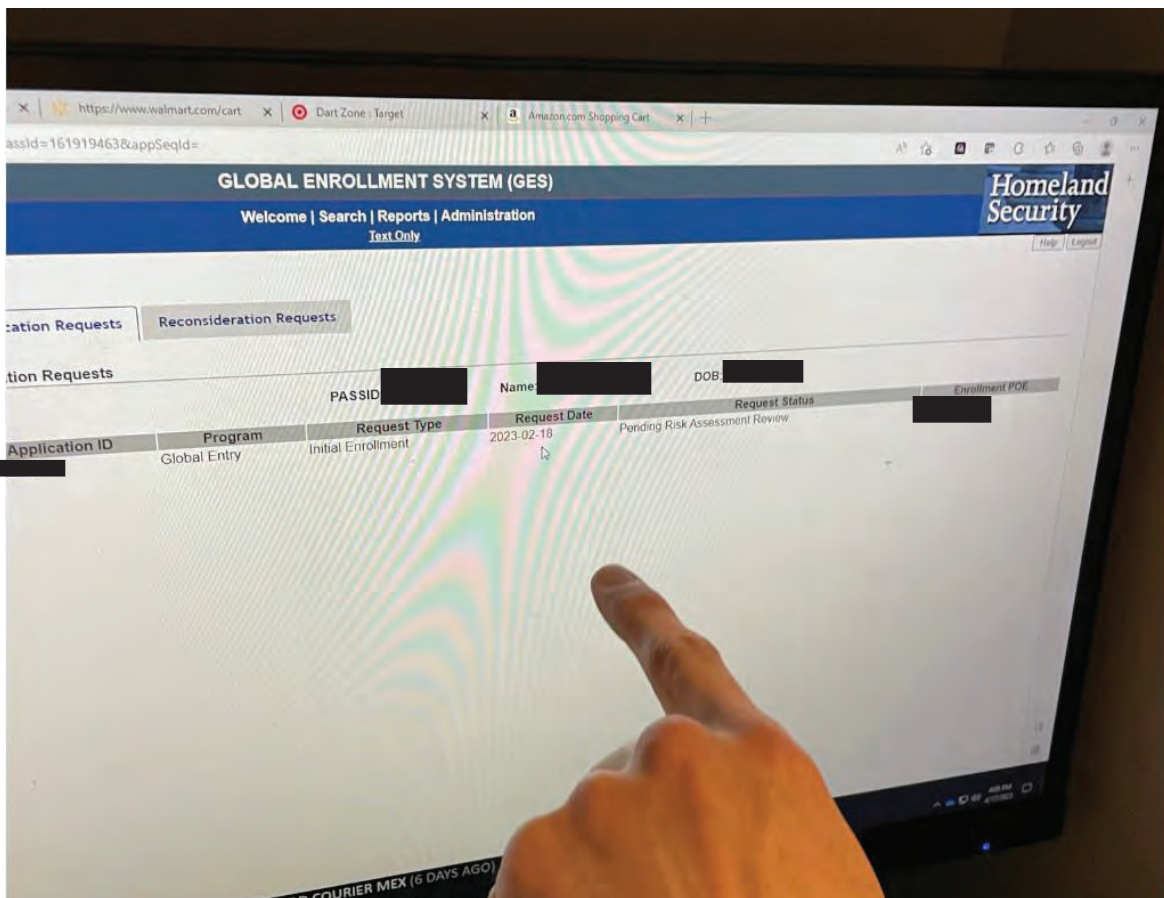 https://www.walmart.com/cart Dart Zone : Target Amazon.com Shopping Cart
assId=161919463&appSeqId=
GLOBAL ENROLLMENT SYSTEM (GES)
Homeland
Security
Welcome | Search | Reports | Administration
Text Only
Help Logout
cation Requests Reconsideration Requests
tion Requests
PASSID Name: DOB:
Application ID Program Request Type Request Date Request Status Enrollment POE
Global Entry Initial Enrollment 2023-02-18 Pending Risk Assessment Review
COURIER MEX (6 DAYS AGO)